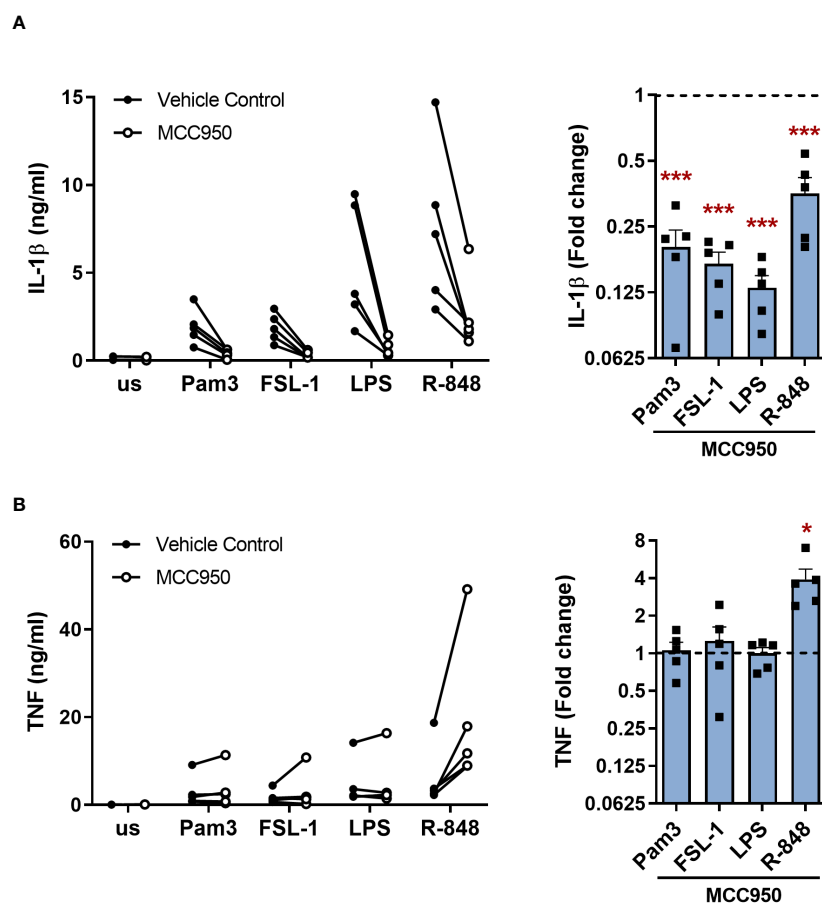 A
Vehicle Control
MCC950
IL-1β (ng/ml)
15
10
5
0
us Pam3 FSL-1 LPS R-848
IL-1β (Fold change)
1
0.5
0.25
0.125
0.0625
***
***
***
***
Pam3 FSL-1 LPS R-848
MCC950
B
Vehicle Control
MCC950
TNF (ng/ml)
60
40
20
0
us Pam3 FSL-1 LPS R-848
TNF (Fold change)
8
4
2
1
0.5
0.25
0.125
0.0625
*
Pam3 FSL-1 LPS R-848
MCC950